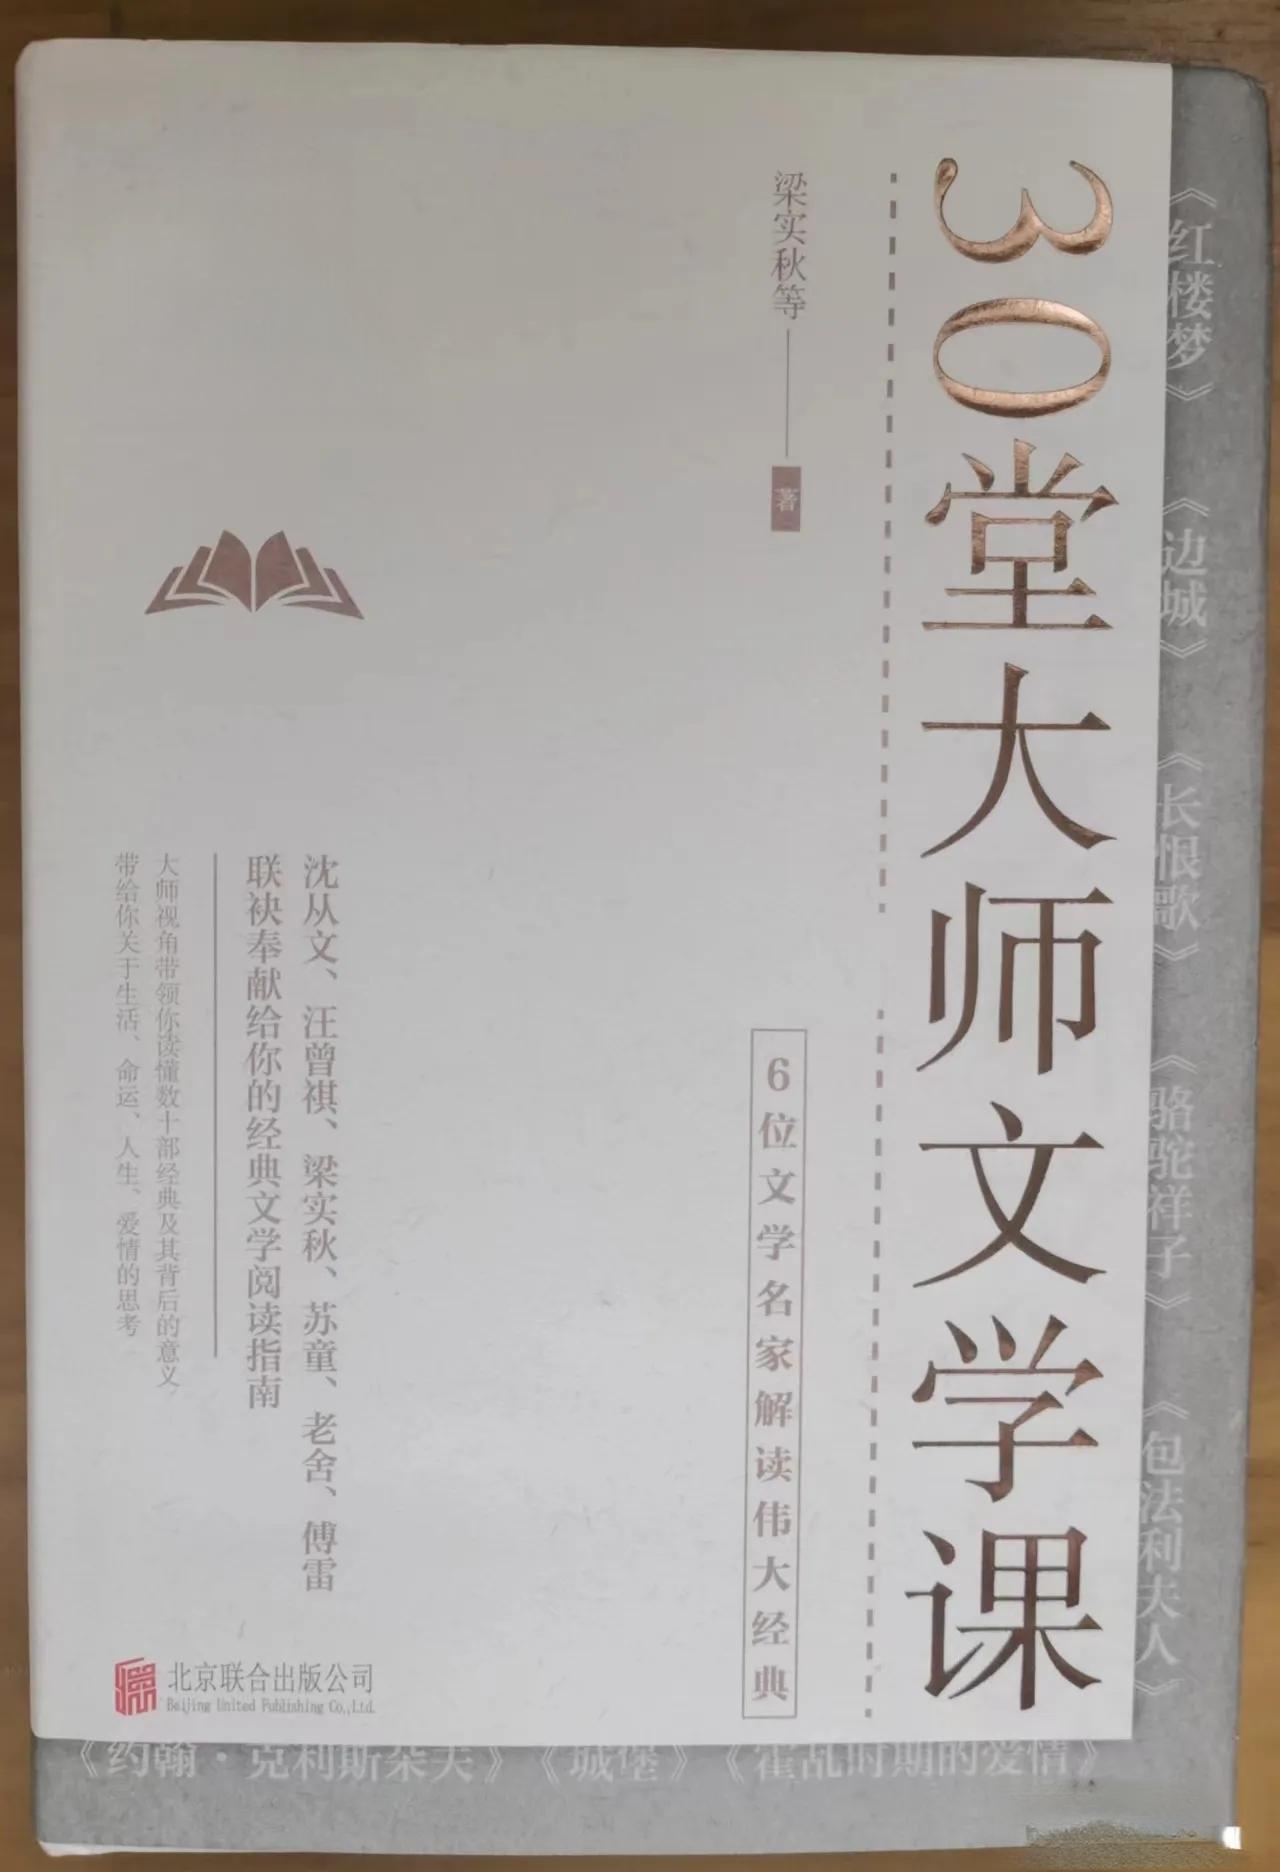 《红楼梦》 《边城》 《长恨歌》 《骆驼祥子》 《包法利夫人》
30堂大师文学课
梁实秋等
著
6位文学名家解读伟大经典
沈从文、汪曾祺、梁实秋、苏童、老舍、傅雷
联袂奉献给你的经典文学阅读指南
大师视角带领你读懂数十部经典及其背后的意义，
带给你关于生活、命运、人生、爱情的思考
北京联合出版公司
Beijing United Publishing Co.,Ltd.
《约翰·克利斯朵夫》《城堡》《霍乱时期的爱情》